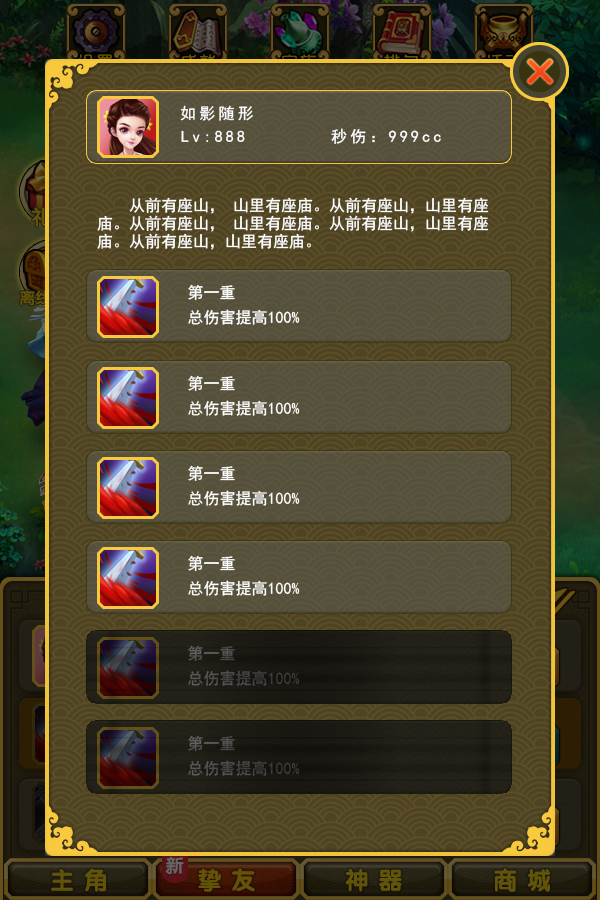 如影随形
Lv:888 秒伤：999cc
从前有座山， 山里有座庙。从前有座山，山里有座
庙。从前有座山， 山里有座庙。从前有座山，山里有座
庙。从前有座山，山里有座庙。
第一重
总伤害提高100%
第一重
总伤害提高100%
第一重
总伤害提高100%
第一重
总伤害提高100%
第一重
总伤害提高100%
第一重
总伤害提高100%
新
主角 挚友 神器 商城